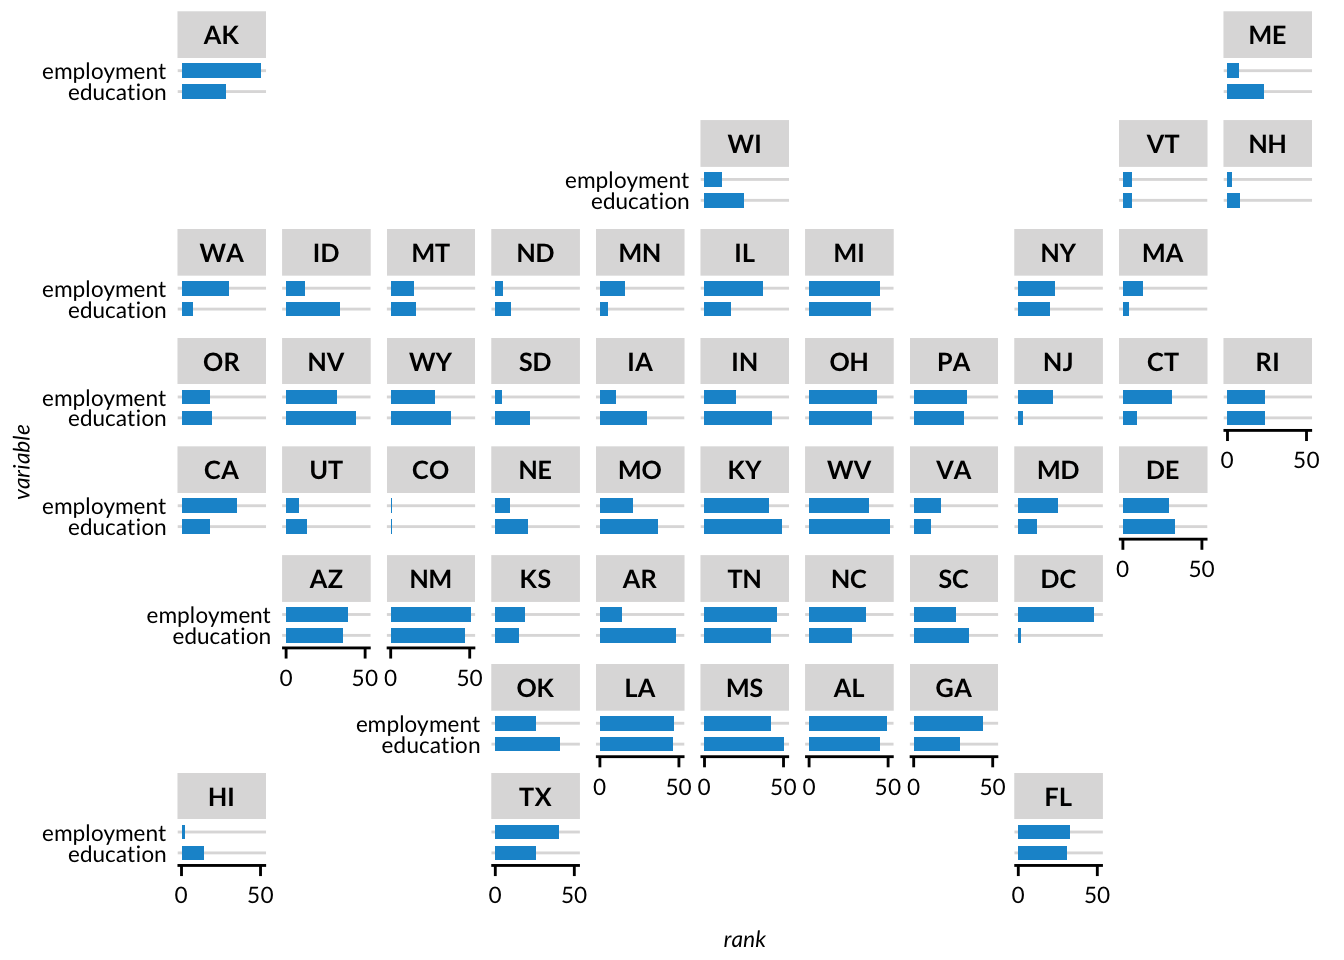 AK ME
employment
education
WI VT NH
employment
education
WA ID MT ND MN IL MI NY MA
employment
education
OR NV WY SD IA IN OH PA NJ CT RI
employment
education
0 50
variable
CA UT CO NE MO KY WV VA MD DE
employment
education
0 50
AZ NM KS AR TN NC SC DC
employment
education
0 50 0 50
OK LA MS AL GA
employment
education
0 50 0 50 0 50 0 50
HI TX FL
employment
education
0 50 0 50 0 50
rank